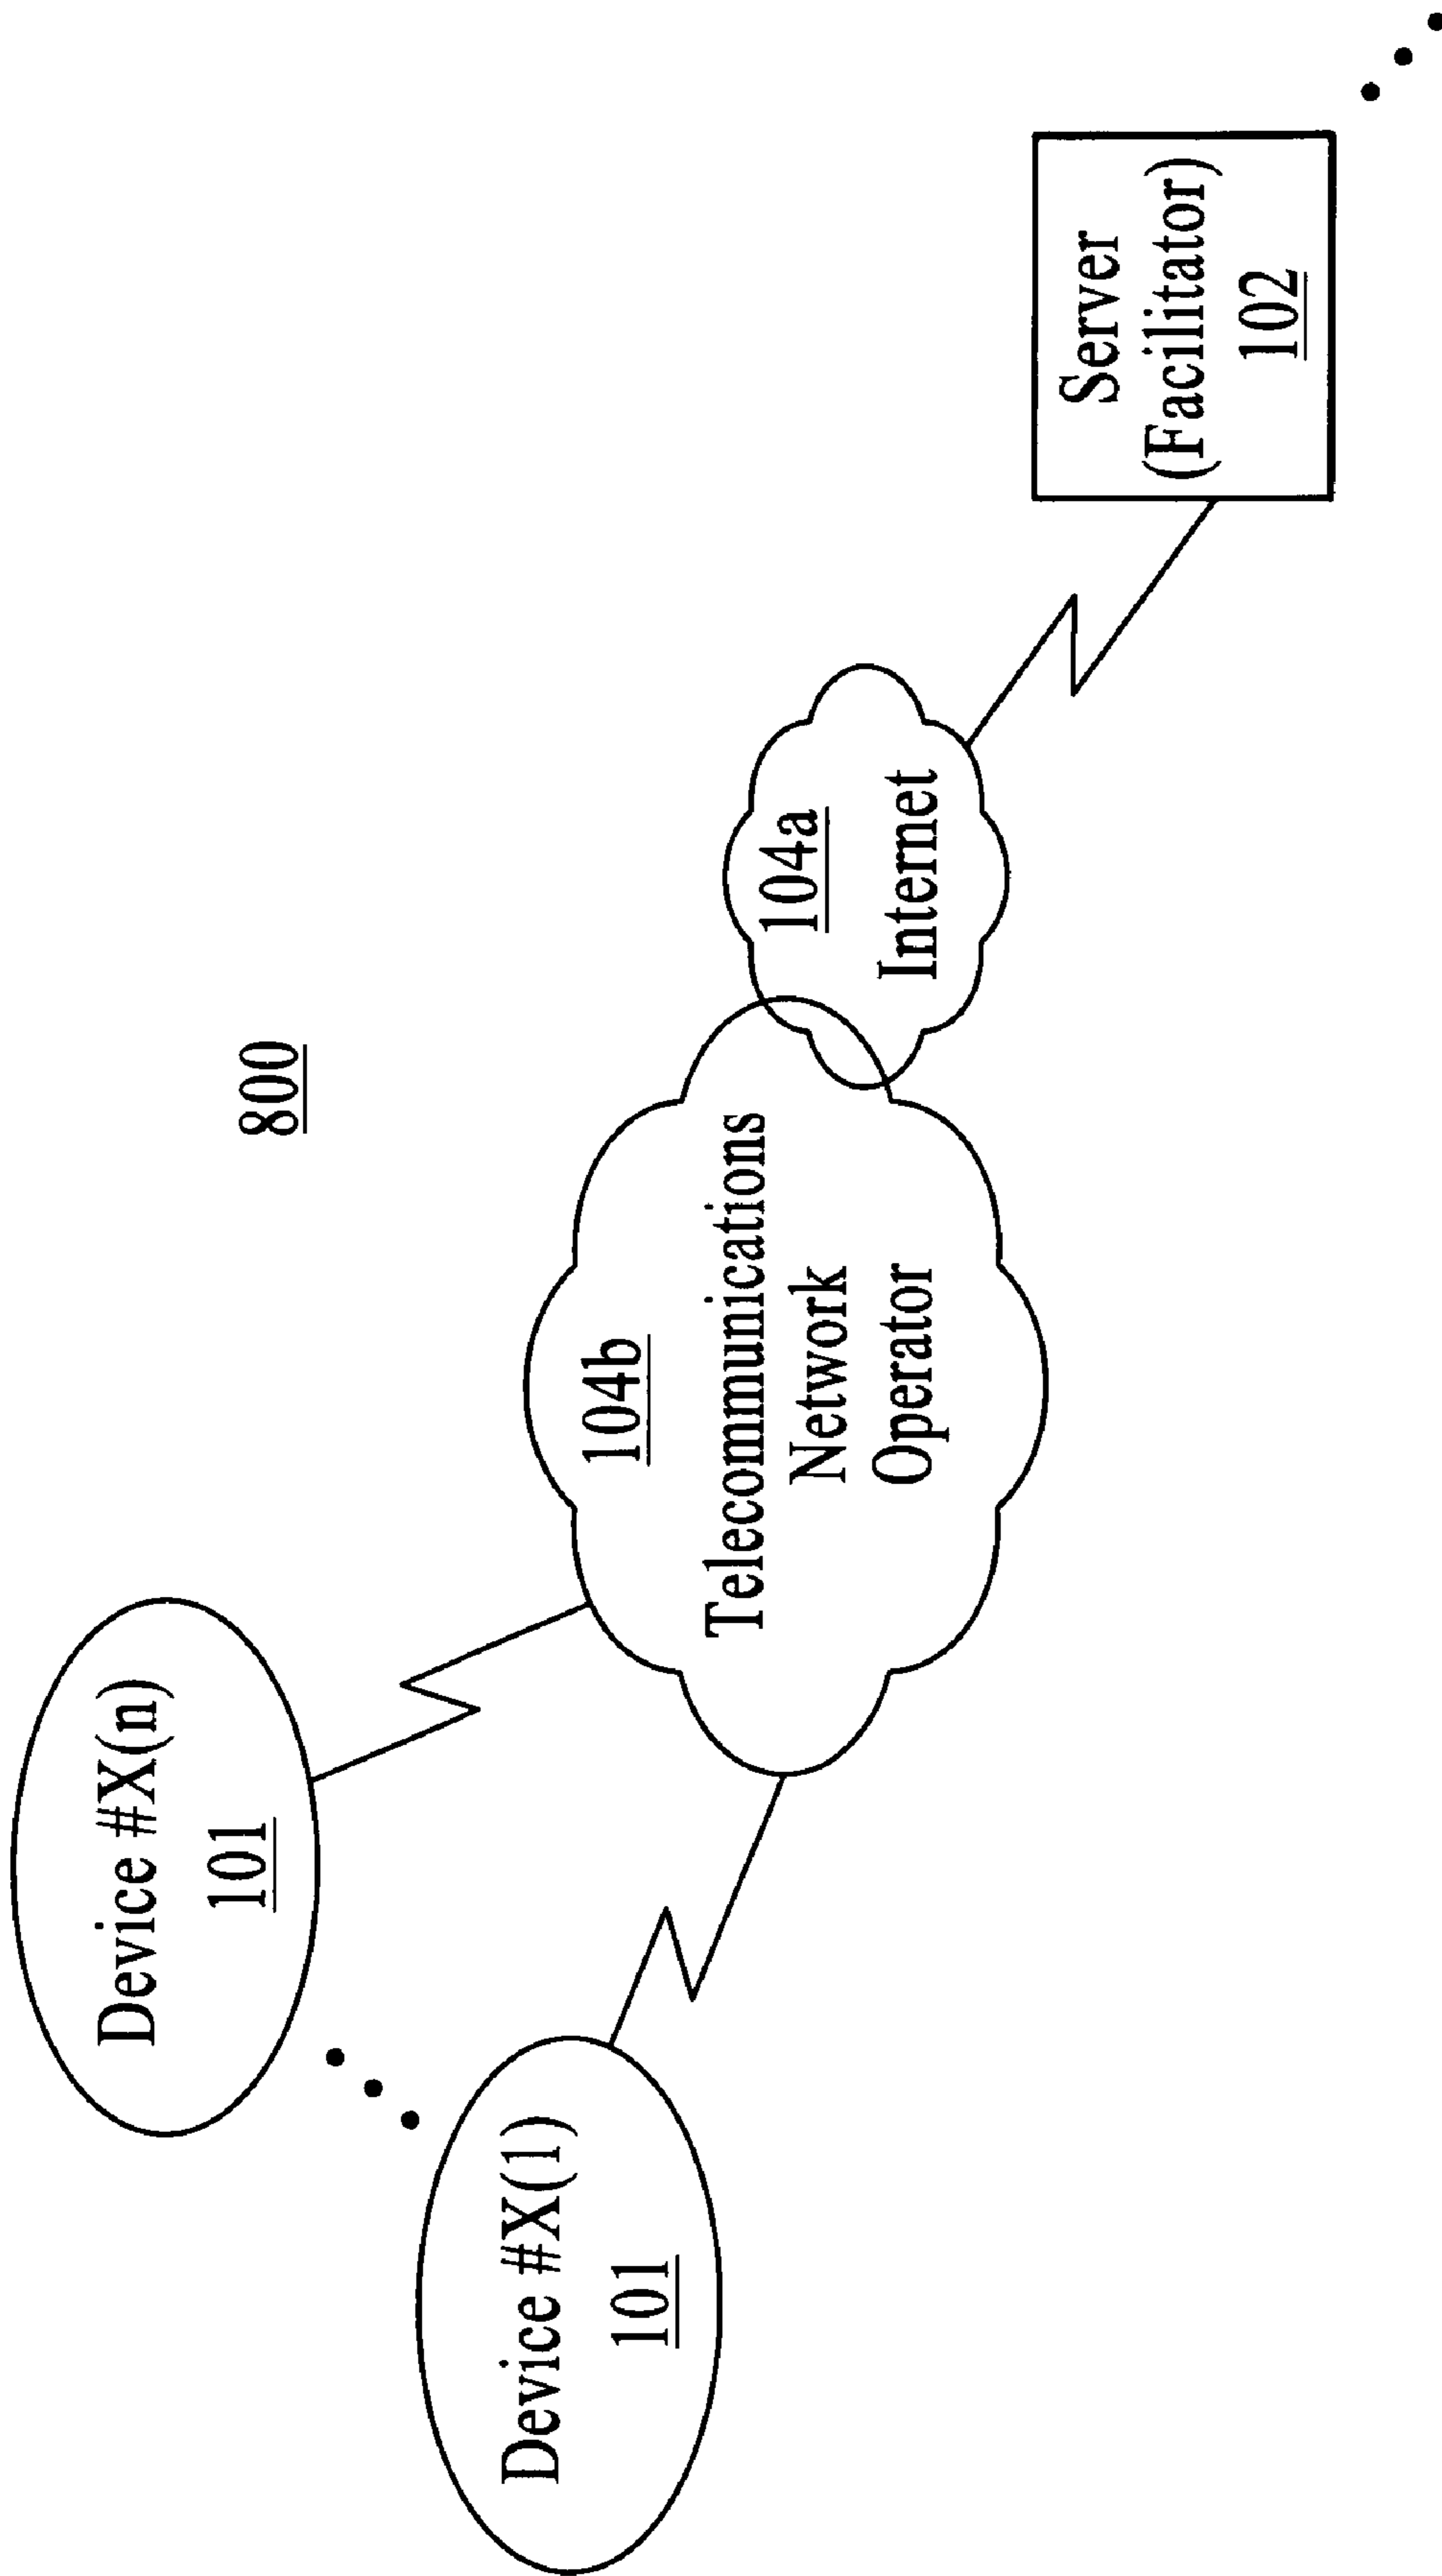 800
Device #X(n)
101
Device #X(1)
101
104b
Telecommunications
Network
Operator
104a
Internet
Server
(Facilitator)
102